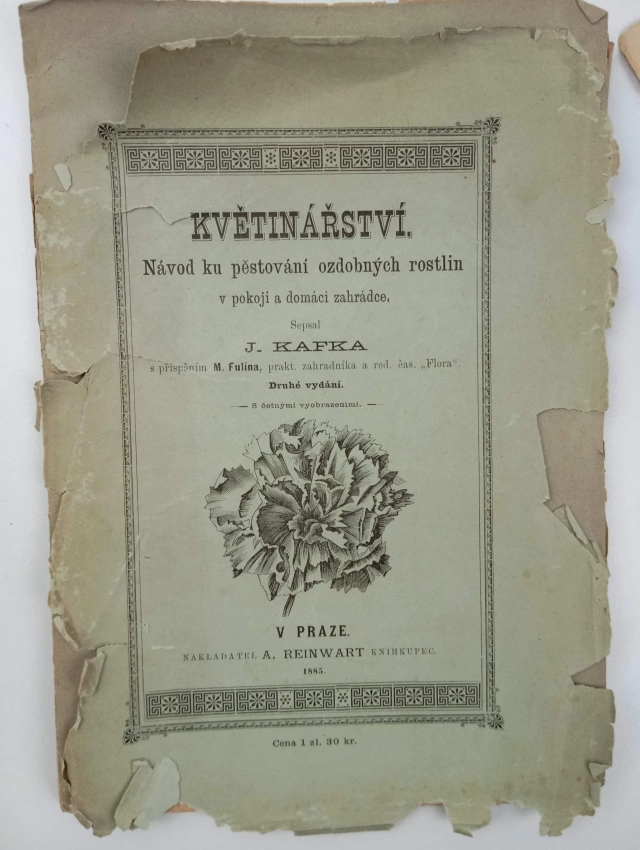 KVĚTINÁŘSTVÍ.
Návod ku pěstování ozdobných rostlin
v pokoji a domácí zahrádce.
Sepsal
J. KAFKA
s přispěním M. Fulína, prakt. zahradníka a red. čas. „Flora“.
Druhé vydání.
— S četnými vyobrazeními. —
V PRAZE.
NAKLADATEL A. REINWART KNIHKUPEC.
1885.
Cena 1 zl. 30 kr.